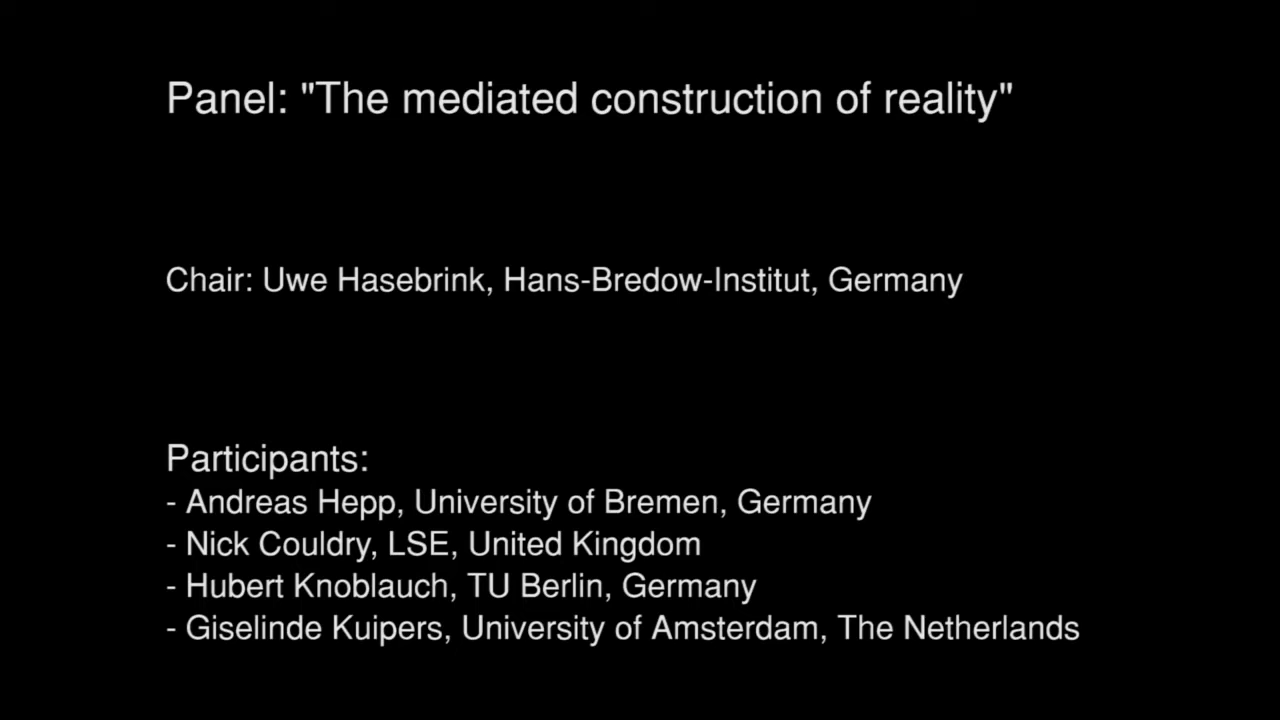 Panel: "The mediated construction of reality"
Chair: Uwe Hasebrink, Hans-Bredow-Institut, Germany
Participants:
- Andreas Hepp, University of Bremen, Germany
- Nick Couldry, LSE, United Kingdom
- Hubert Knoblauch, TU Berlin, Germany
- Giselinde Kuipers, University of Amsterdam, The Netherlands